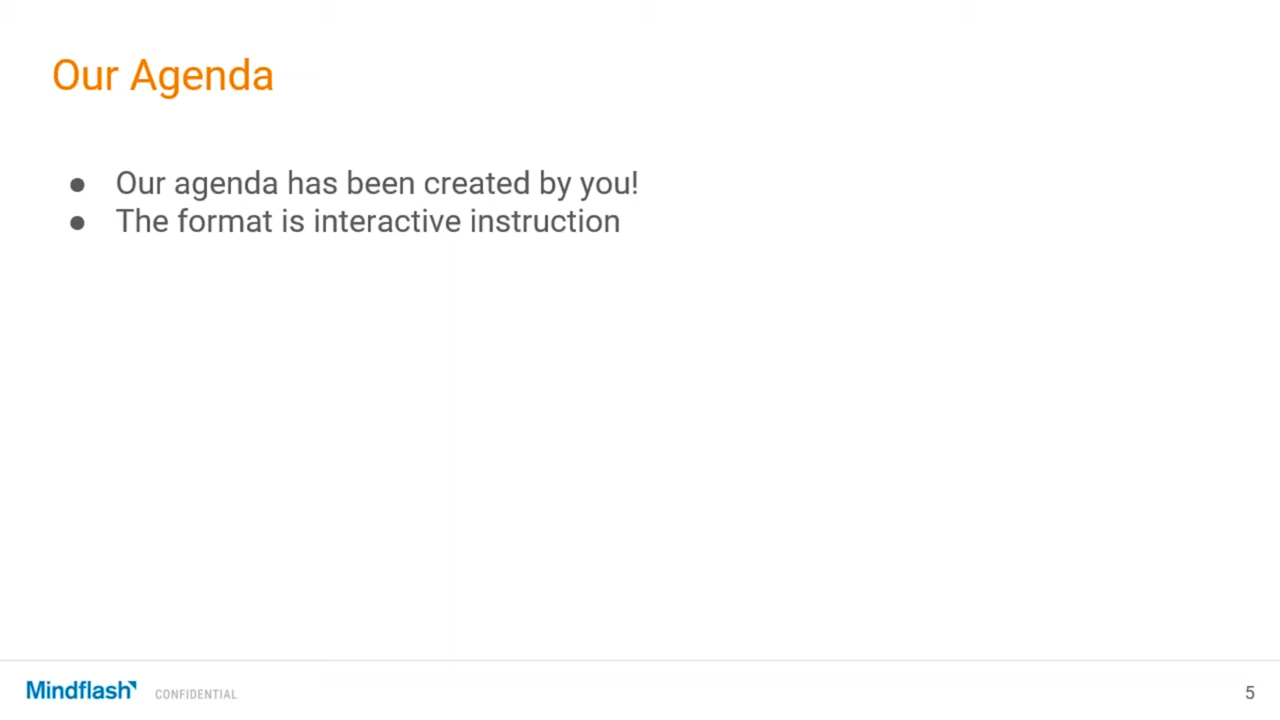 Our Agenda
● Our agenda has been created by you!
● The format is interactive instruction
Mindflash CONFIDENTIAL 5